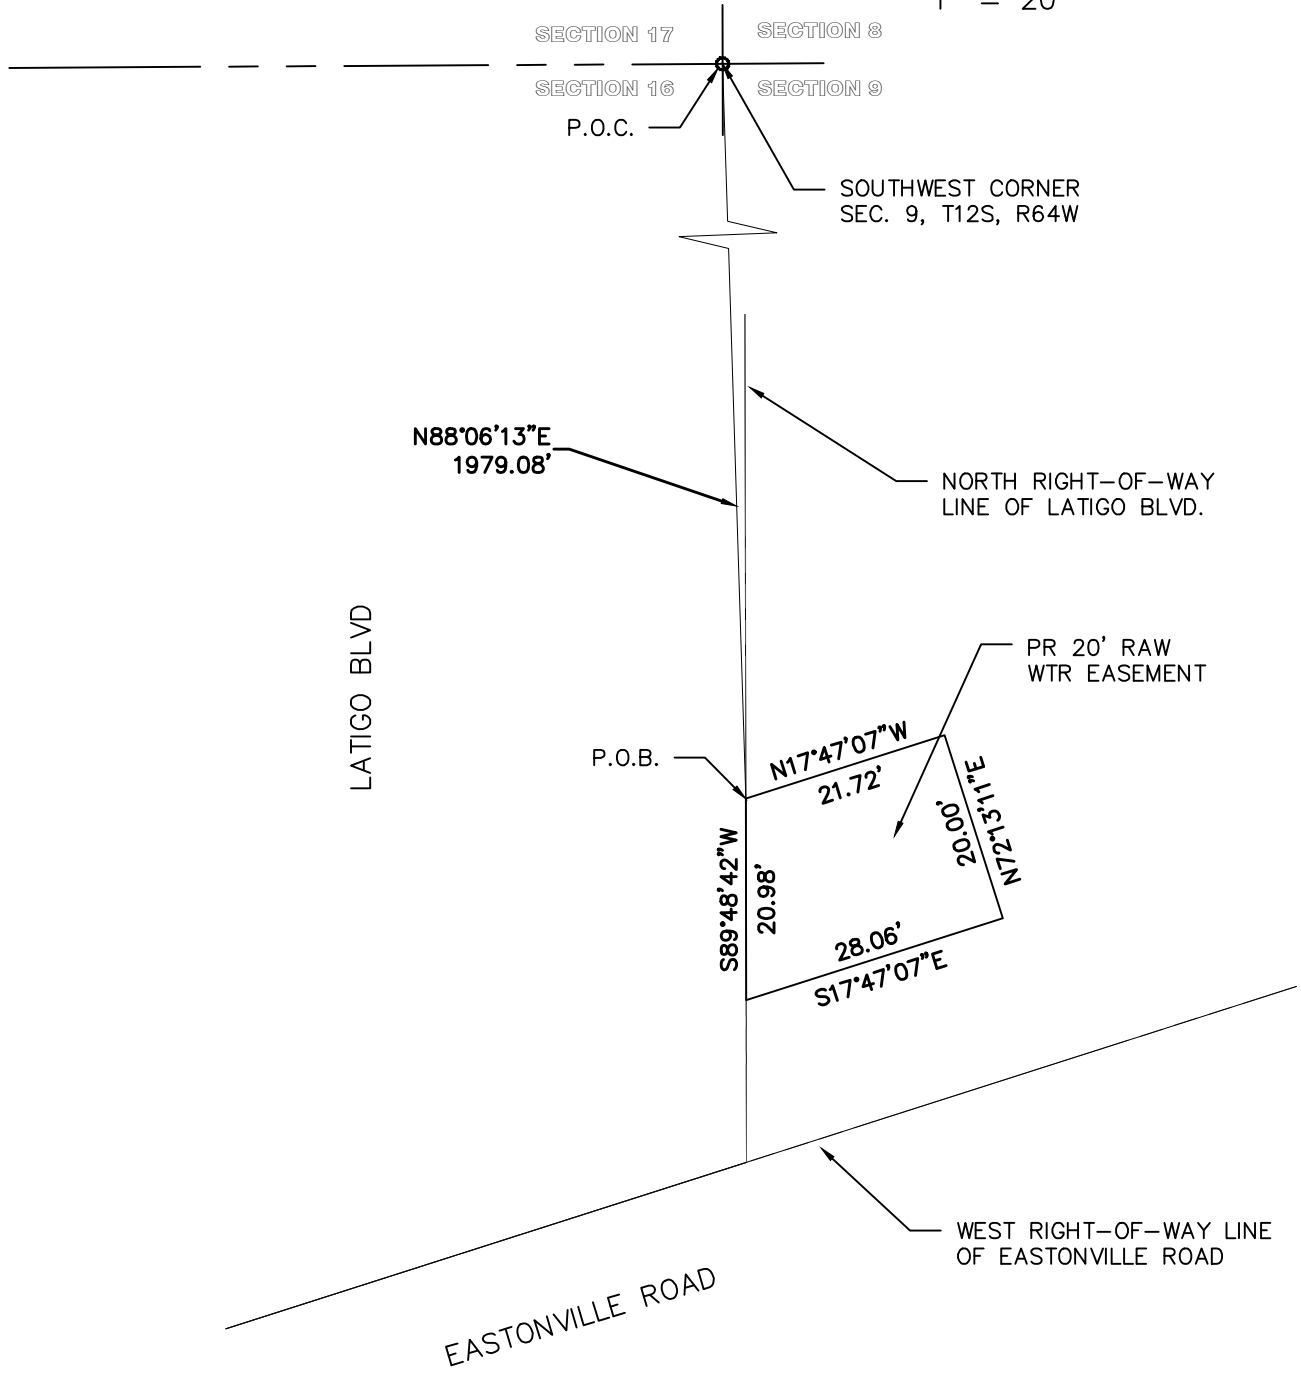 = 20
SECTION 17
SECTION 8
SECTION 16
SECTION 9
P.O.C.
SOUTHWEST CORNER
SEC. 9, T12S, R64W
N88°06'13"E
1979.08'
NORTH RIGHT-OF-WAY
LINE OF LATIGO BLVD.
LATIGO BLVD
PR 20' RAW
WTR EASEMENT
P.O.B.
N17°47'07"W
21.72'
N72°13'11"E
20.00'
S89°48'42"W
20.98'
28.06'
S17°47'07"E
WEST RIGHT-OF-WAY LINE
OF EASTONVILLE ROAD
EASTONVILLE ROAD